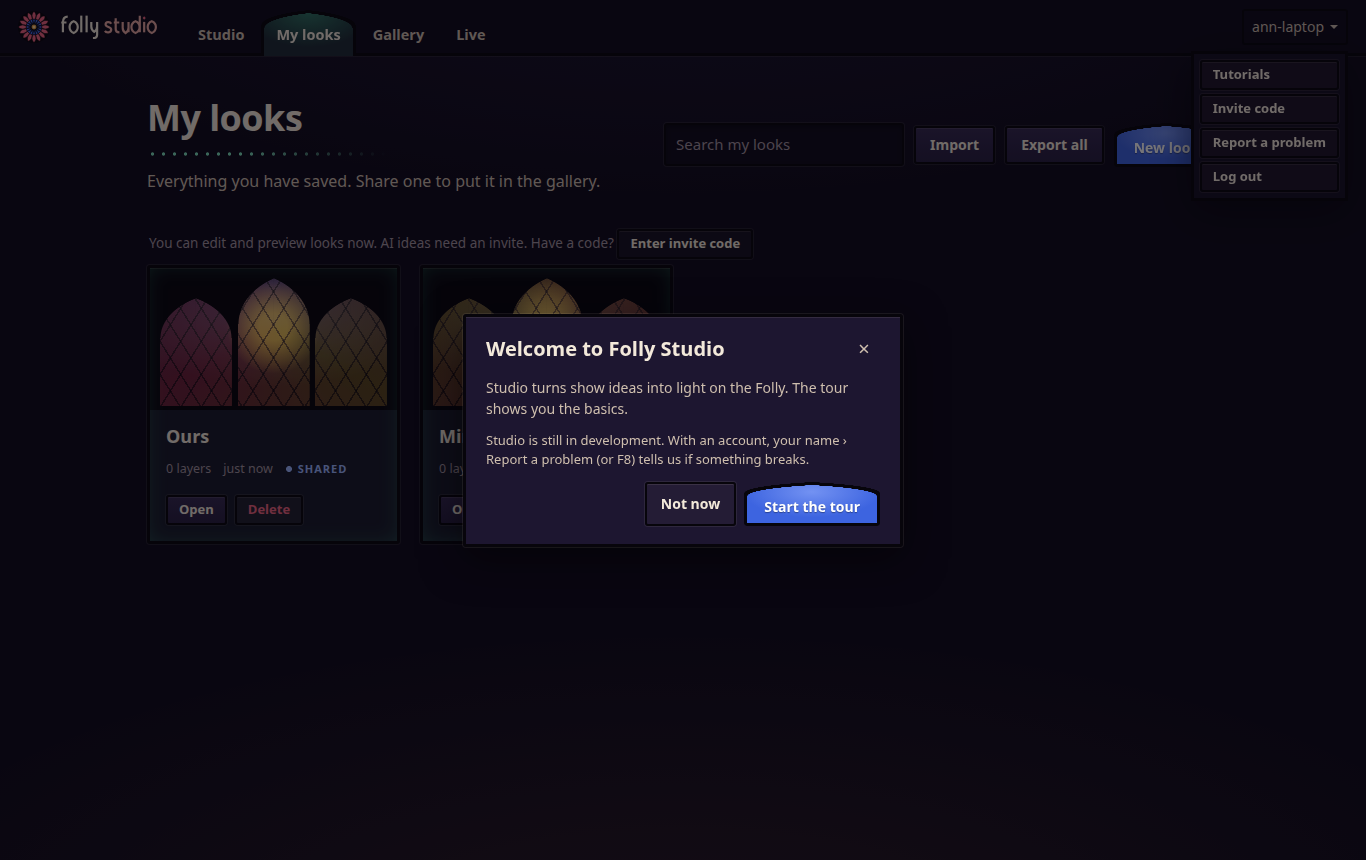 folly studio
Studio
My looks
Gallery
Live
ann-laptop
Tutorials
Invite code
Report a problem
Log out
My looks
Search my looks
Import
Export all
New loo
Everything you have saved. Share one to put it in the gallery.
You can edit and preview looks now. AI ideas need an invite. Have a code?
Enter invite code
Welcome to Folly Studio
×
Studio turns show ideas into light on the Folly. The tour
shows you the basics.
Studio is still in development. With an account, your name ›
Report a problem (or F8) tells us if something breaks.
Not now
Start the tour
Ours
0 layers just now SHARED
Open
Delete
Mi
0 lay
O